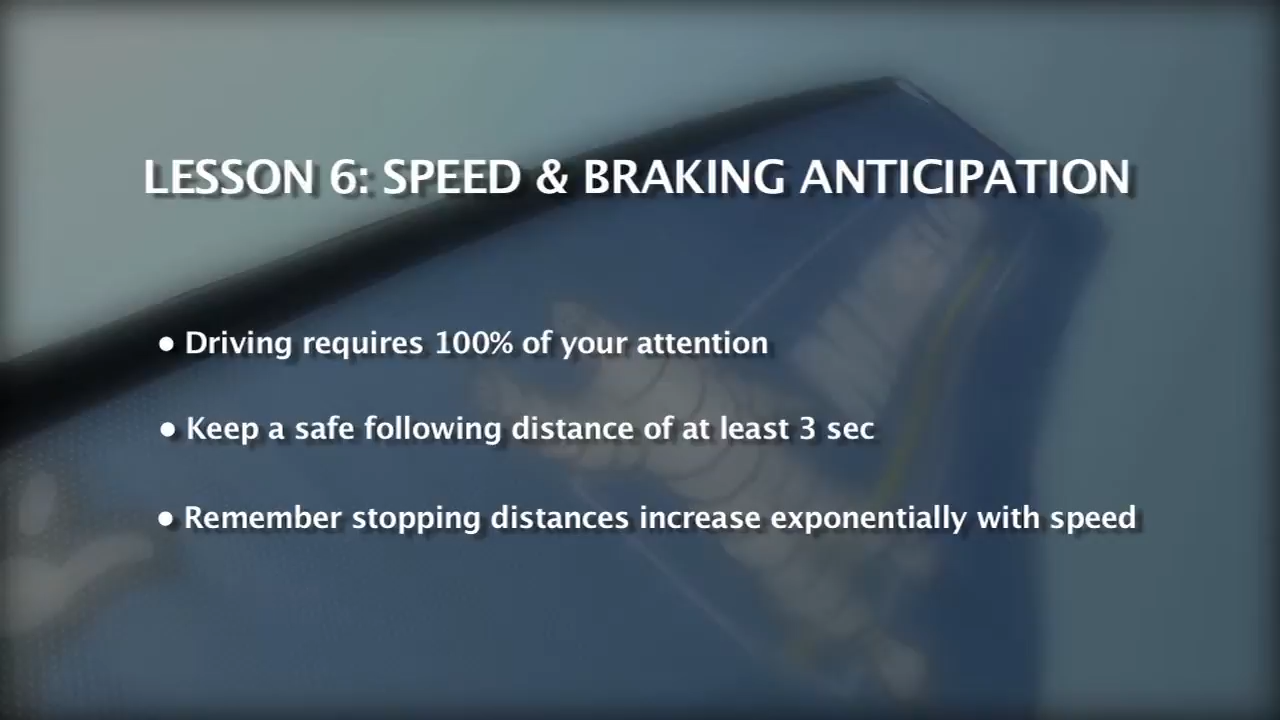 LESSON 6: SPEED & BRAKING ANTICIPATION
• Driving requires 100% of your attention
• Keep a safe following distance of at least 3 sec
• Remember stopping distances increase exponentially with speed